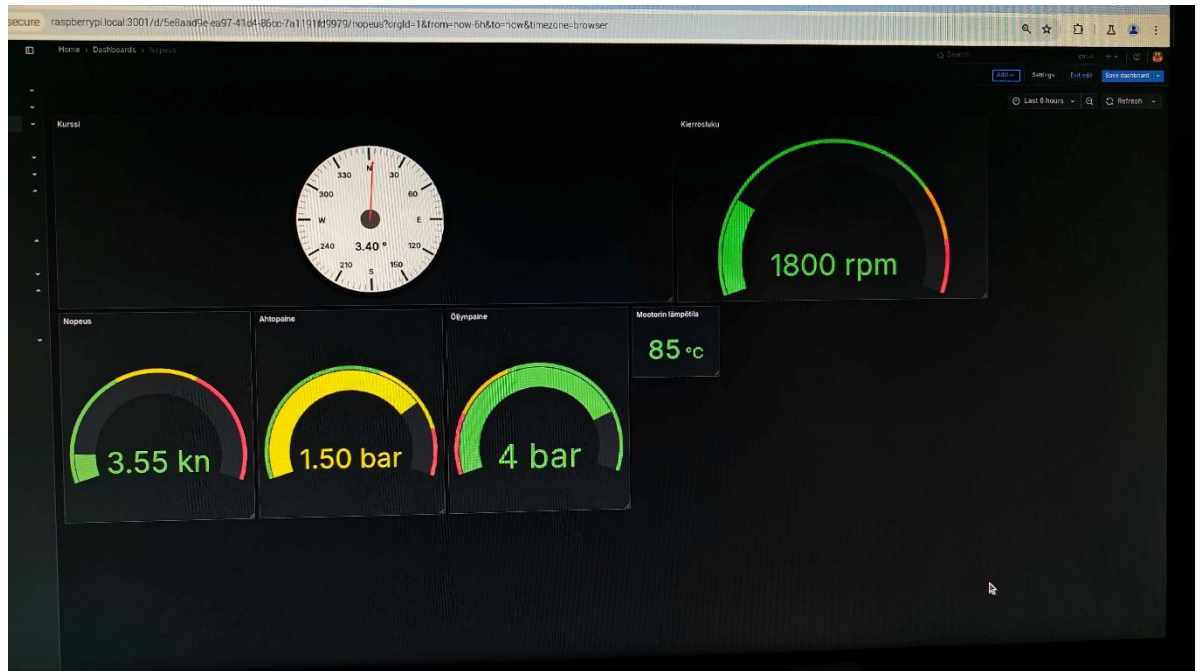 secure raspberrypi.local:3001/d/5e8aad9e-ea97-41d4-86cc-7a1191fd9979/nopeus?orgId=1&from=now-6h&to=now&timezone=browser
Home › Dashboards › Nopeus
Search
Add Settings Exit edit Save dashboard
Last 6 hours Refresh
Kurssi
N
330 30
300 60
W E
240 3.40 ° 120
210 150
S
Kierrosluku
1800 rpm
Nopeus
3.55 kn
Ahtopaine
1.50 bar
Öljynpaine
4 bar
Mootorin lämpötila
85 °C